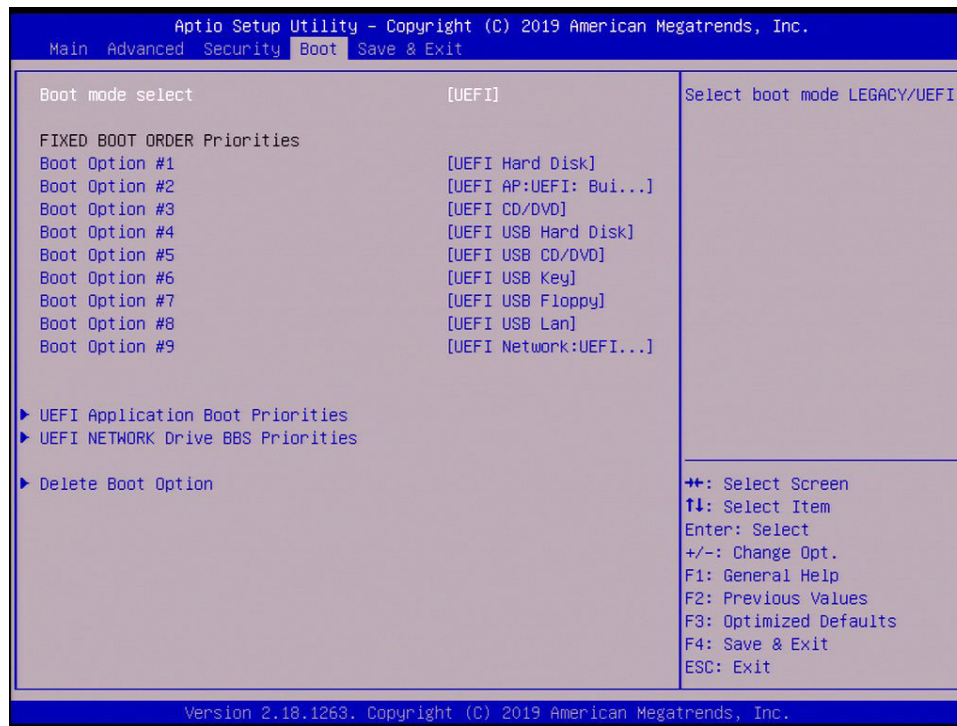 Aptio Setup Utility – Copyright (C) 2019 American Megatrends, Inc.
Main Advanced Security Boot Save & Exit
Boot mode select [UEFI]
Select boot mode LEGACY/UEFI
FIXED BOOT ORDER Priorities
Boot Option #1 [UEFI Hard Disk]
Boot Option #2 [UEFI AP:UEFI: Bui...]
Boot Option #3 [UEFI CD/DVD]
Boot Option #4 [UEFI USB Hard Disk]
Boot Option #5 [UEFI USB CD/DVD]
Boot Option #6 [UEFI USB Key]
Boot Option #7 [UEFI USB Floppy]
Boot Option #8 [UEFI USB Lan]
Boot Option #9 [UEFI Network:UEFI...]
▶ UEFI Application Boot Priorities
▶ UEFI NETWORK Drive BBS Priorities
▶ Delete Boot Option
→←: Select Screen
↑↓: Select Item
Enter: Select
+/-: Change Opt.
F1: General Help
F2: Previous Values
F3: Optimized Defaults
F4: Save & Exit
ESC: Exit
Version 2.18.1263. Copyright (C) 2019 American Megatrends, Inc.